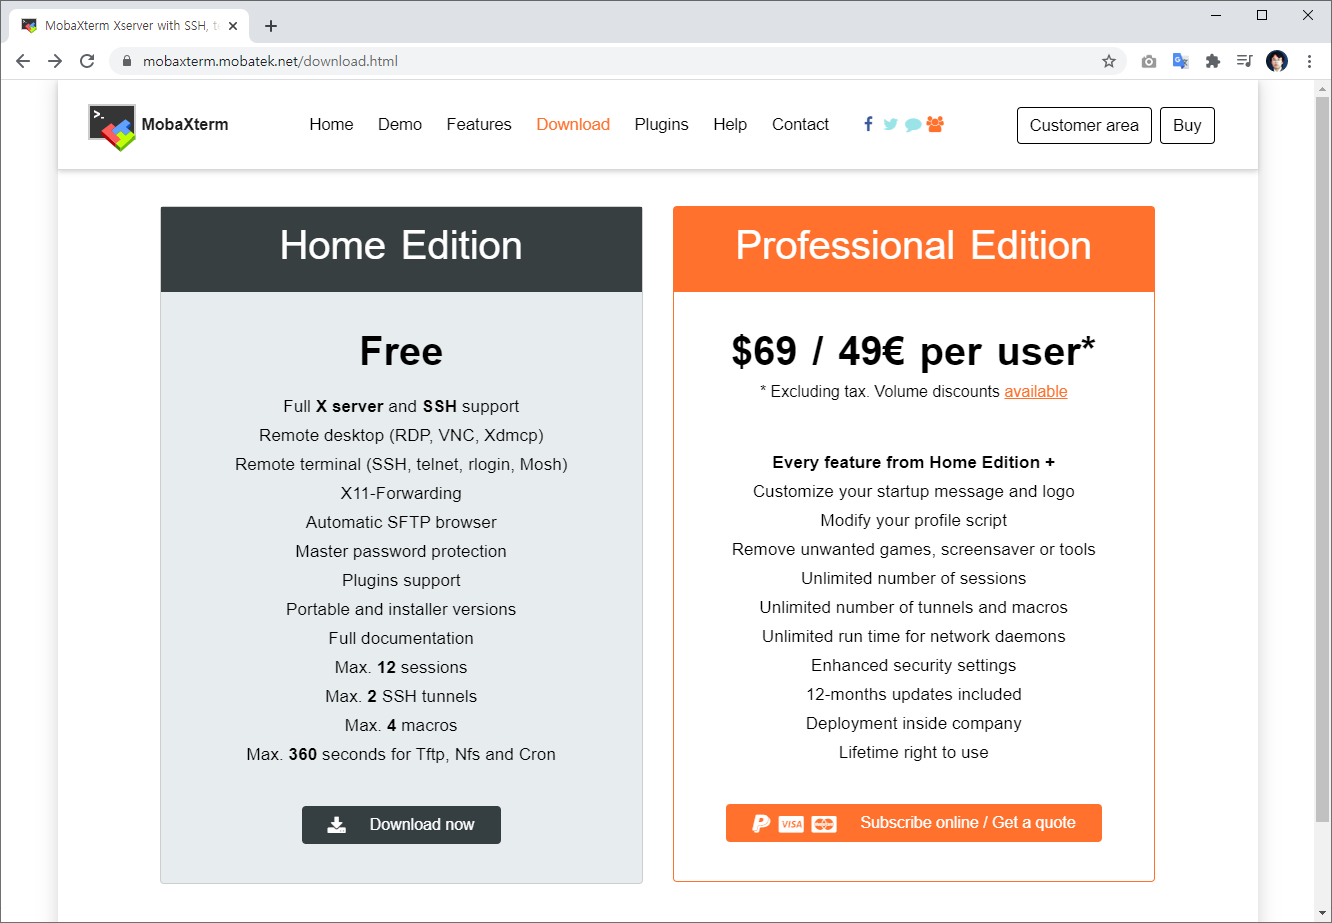 MobaXterm Xserver with SSH, t
mobaxterm.mobatek.net/download.html
MobaXterm
Home Demo Features Download Plugins Help Contact
Customer area Buy
Home Edition
Free
Full X server and SSH support
Remote desktop (RDP, VNC, Xdmcp)
Remote terminal (SSH, telnet, rlogin, Mosh)
X11-Forwarding
Automatic SFTP browser
Master password protection
Plugins support
Portable and installer versions
Full documentation
Max. 12 sessions
Max. 2 SSH tunnels
Max. 4 macros
Max. 360 seconds for Tftp, Nfs and Cron
Download now
Professional Edition
$69 / 49€ per user*
* Excluding tax. Volume discounts available
Every feature from Home Edition +
Customize your startup message and logo
Modify your profile script
Remove unwanted games, screensaver or tools
Unlimited number of sessions
Unlimited number of tunnels and macros
Unlimited run time for network daemons
Enhanced security settings
12-months updates included
Deployment inside company
Lifetime right to use
VISA
Subscribe online / Get a quote